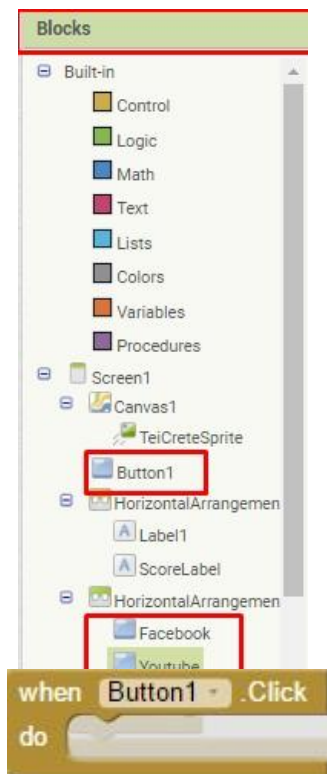 Blocks
Built-in
Control
Logic
Math
Text
Lists
Colors
Variables
Procedures
Screen1
Canvas1
TeiCreteSprite
Button1
HorizontalArrangemen
Label1
ScoreLabel
HorizontalArrangemen
Facebook
Youtube
when Button1 .Click
do